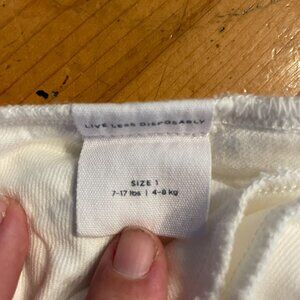 LIVE LESS DISPOSABLY
SIZE 1
7-17 lbs | 4-8 kg